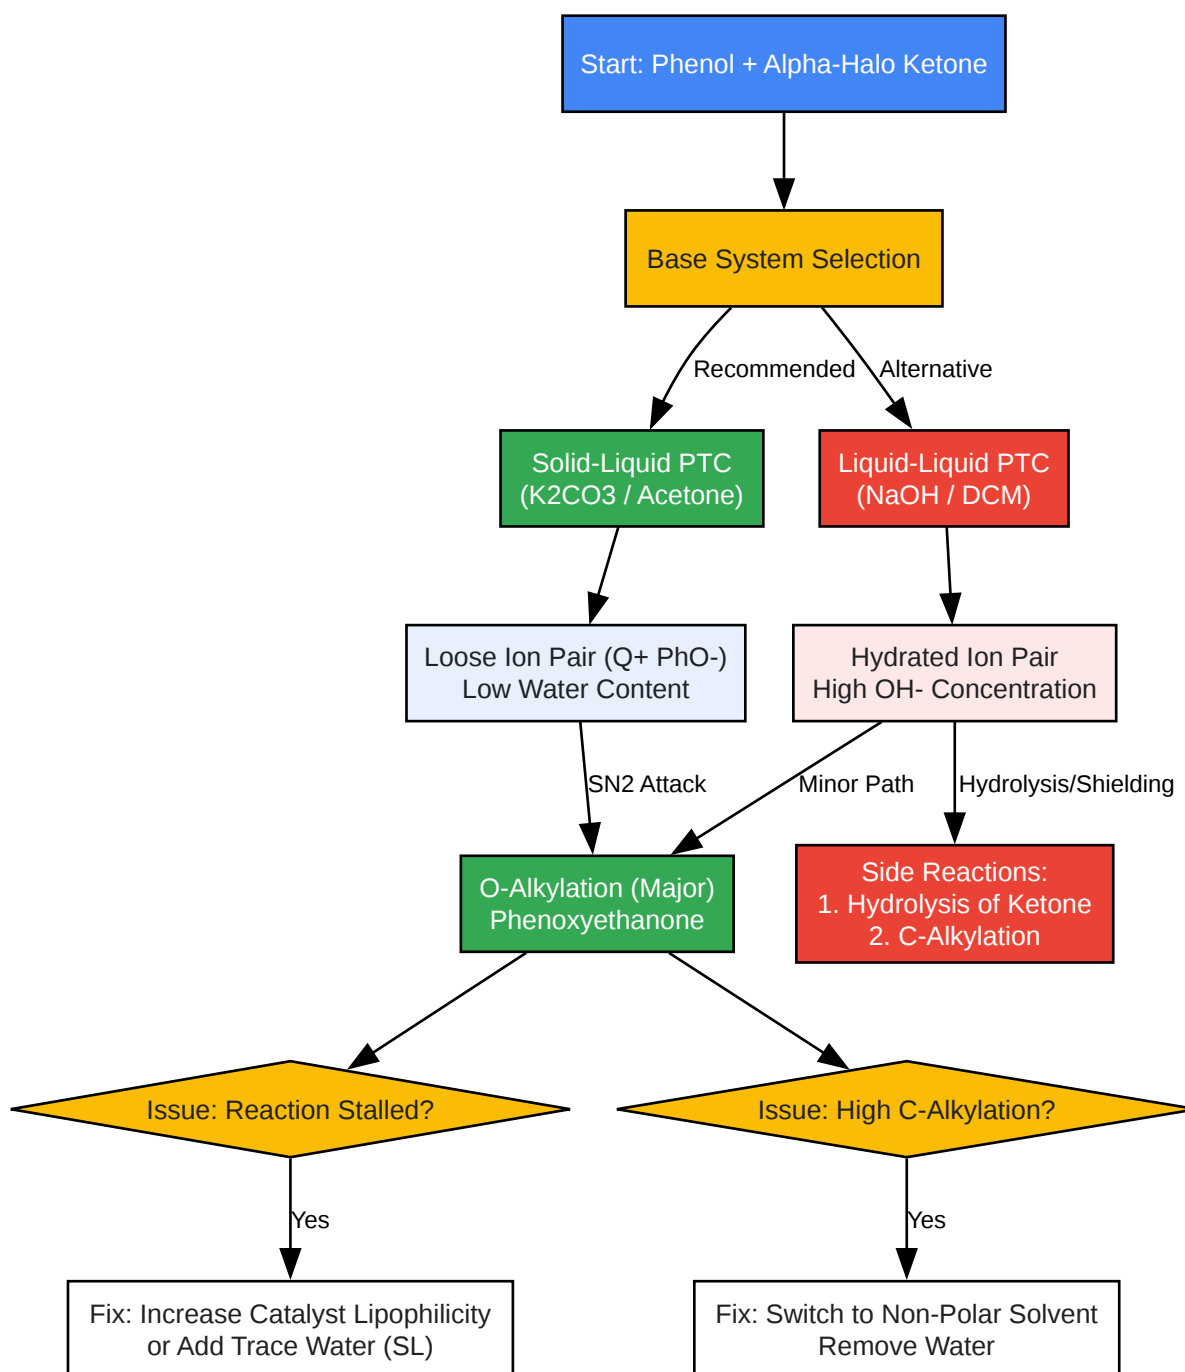 Start: Phenol + Alpha-Halo Ketone
Base System Selection
Recommended
Alternative
Solid-Liquid PTC
(K2CO3 / Acetone)
Liquid-Liquid PTC
(NaOH / DCM)
Loose Ion Pair (Q+ PhO-)
Low Water Content
Hydrated Ion Pair
High OH- Concentration
SN2 Attack
Minor Path
Hydrolysis/Shielding
O-Alkylation (Major)
Phenoxyethanone
Side Reactions:
1. Hydrolysis of Ketone
2. C-Alkylation
Issue: Reaction Stalled?
Issue: High C-Alkylation?
Yes
Yes
Fix: Increase Catalyst Lipophilicity
or Add Trace Water (SL)
Fix: Switch to Non-Polar Solvent
Remove Water